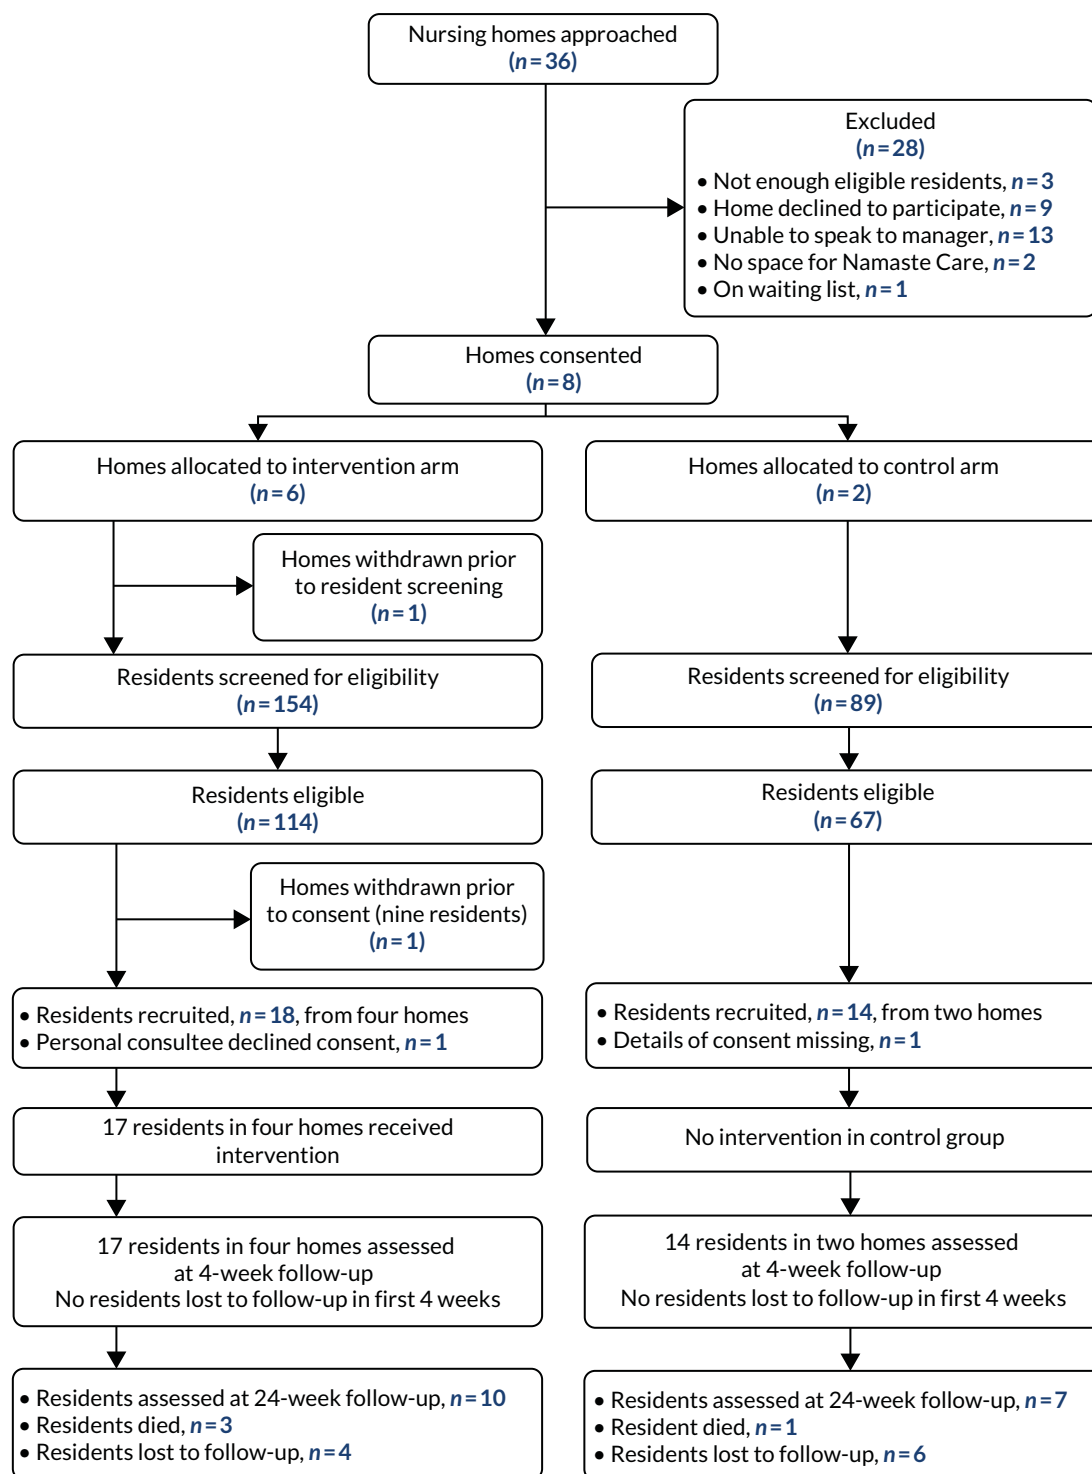 Nursing homes approached
(n=36)
Excluded
(n=28)
• Not enough eligible residents, n=3
• Home declined to participate, n=9
• Unable to speak to manager, n=13
• No space for Namaste Care, n=2
• On waiting list, n=1
Homes consented
(n=8)
Homes allocated to intervention arm
(n=6)
Homes allocated to control arm
(n=2)
Homes withdrawn prior
to resident screening
(n=1)
Residents screened for eligibility
(n=154)
Residents screened for eligibility
(n=89)
Residents eligible
(n=114)
Residents eligible
(n=67)
Homes withdrawn prior
to consent (nine residents)
(n=1)
• Residents recruited, n=18, from four homes
• Personal consultee declined consent, n=1
• Residents recruited, n=14, from two homes
• Details of consent missing, n=1
17 residents in four homes received
intervention
No intervention in control group
17 residents in four homes assessed
at 4-week follow-up
No residents lost to follow-up in first 4 weeks
14 residents in two homes assessed
at 4-week follow-up
No residents lost to follow-up in first 4 weeks
• Residents assessed at 24-week follow-up, n=10
• Residents died, n=3
• Residents lost to follow-up, n=4
• Residents assessed at 24-week follow-up, n=7
• Resident died, n=1
• Residents lost to follow-up, n=6